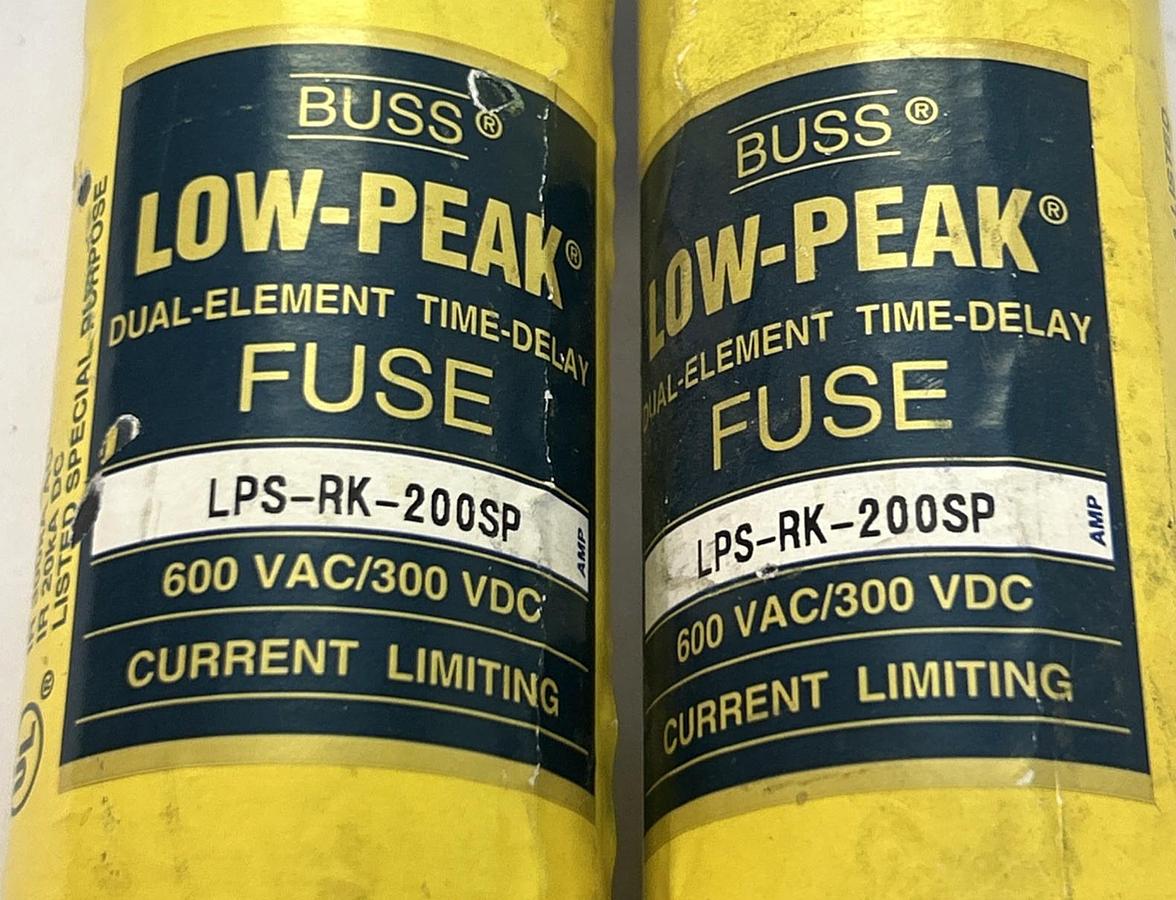 BUSS®
LOW-PEAK®
DUAL-ELEMENT TIME-DELAY
FUSE
LPS-RK-200SP
AMP
600 VAC/300 VDC
CURRENT LIMITING
LISTED SPECIAL PURPOSE
IR 20KA DC
UL®
BUSS®
LOW-PEAK®
DUAL-ELEMENT TIME-DELAY
FUSE
LPS-RK-200SP
AMP
600 VAC/300 VDC
CURRENT LIMITING